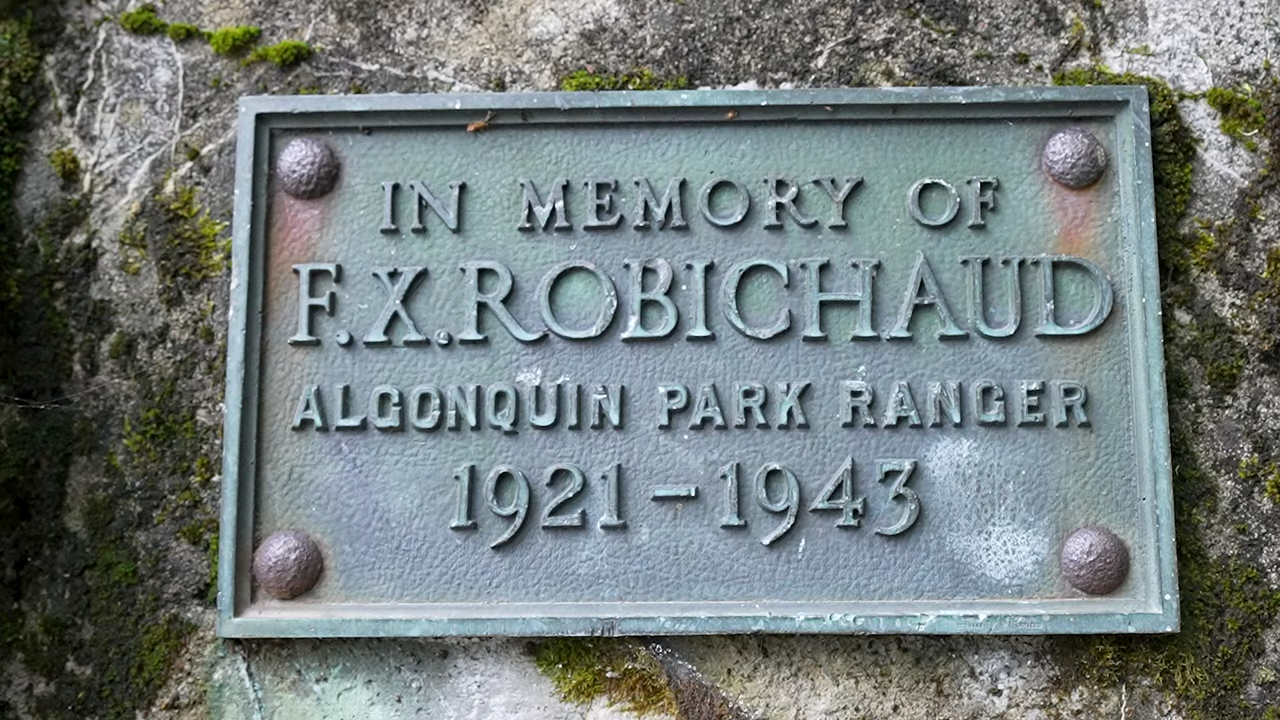 IN MEMORY OF
F.X.ROBICHAUD
ALGONQUIN PARK RANGER
1921-1943